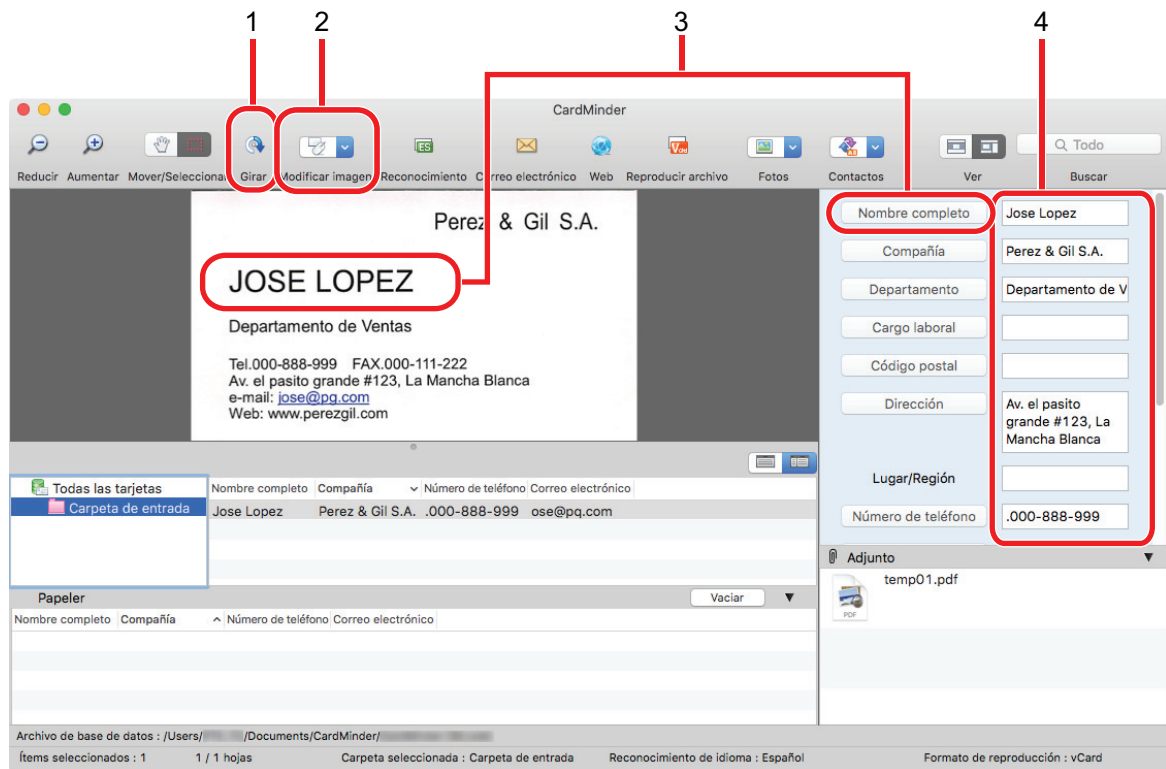 1 2 3 4
CardMinder
Todo
Reducir Aumentar Mover/Seleccionar Girar Modificar imagen Reconocimiento Correo electrónico Web Reproducir archivo Fotos Contactos Ver Buscar
ES
Perez & Gil S.A.
JOSE LOPEZ
Departamento de Ventas
Tel.000-888-999 FAX.000-111-222
Av. el pasito grande #123, La Mancha Blanca
e-mail: jose@pg.com
Web: www.perezgil.com
Nombre completo Jose Lopez
Compañía Perez & Gil S.A.
Departamento Departamento de V
Cargo laboral
Código postal
Dirección Av. el pasito
grande #123, La
Mancha Blanca
Lugar/Región
Número de teléfono .000-888-999
Todas las tarjetas
Carpeta de entrada
Nombre completo Compañía Número de teléfono Correo electrónico
Jose Lopez Perez & Gil S.A. .000-888-999 ose@pq.com
Adjunto
temp01.pdf
PDF
Papeler Vaciar
Nombre completo Compañía Número de teléfono Correo electrónico
Archivo de base de datos : /Users/ /Documents/CardMinder/
Ítems seleccionados : 1 1 / 1 hojas Carpeta seleccionada : Carpeta de entrada Reconocimiento de idioma : Español Formato de reproducción : vCard